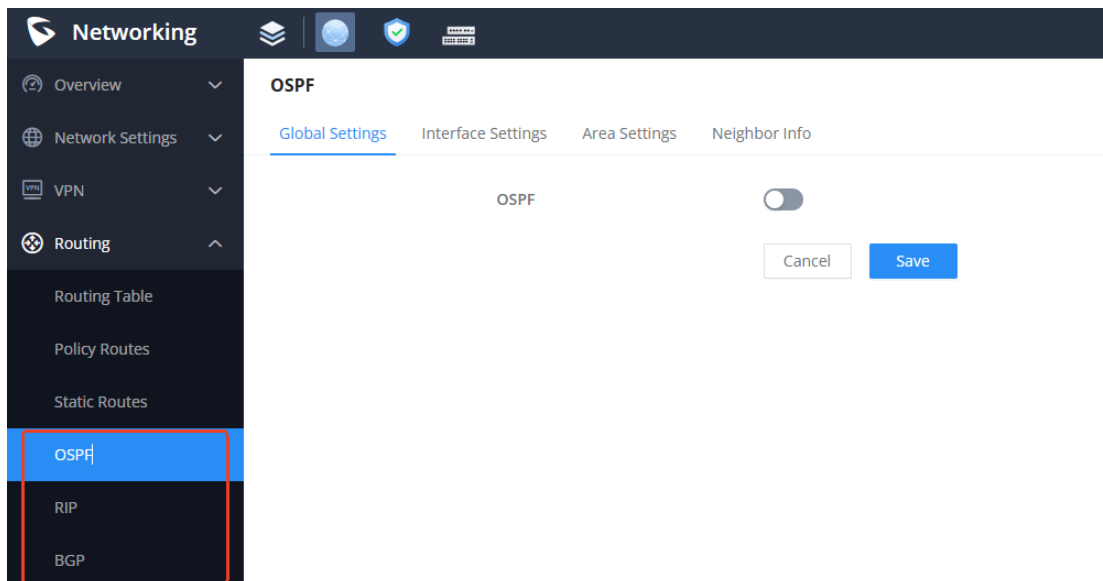 Networking
Overview
Network Settings
VPN
VPN
Routing
Routing Table
Policy Routes
Static Routes
OSPF
RIP
BGP
OSPF
Global Settings Interface Settings Area Settings Neighbor Info
OSPF
Cancel Save